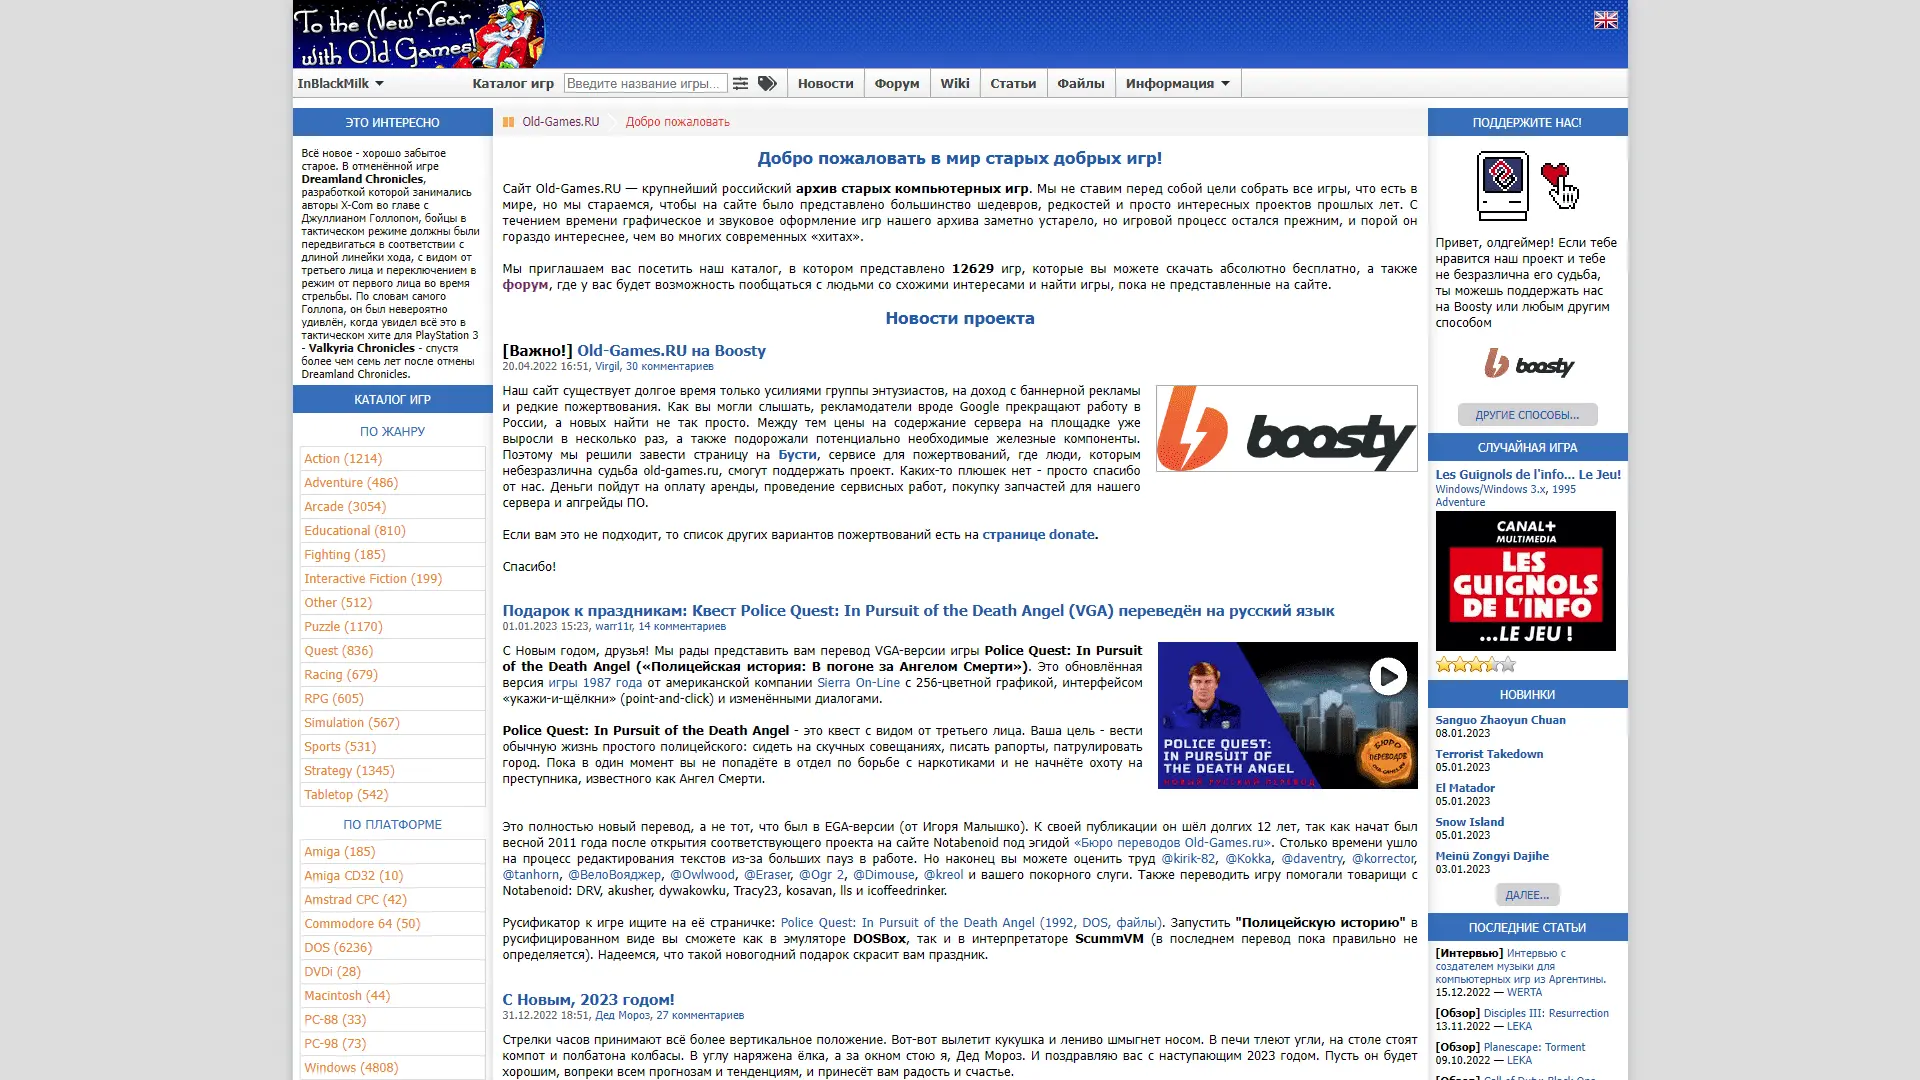 To the New Year
with Old Games!
InBlackMilk
Каталог игр
Введите название игры...
Новости
Форум
Wiki
Статьи
Файлы
Информация
ЭТО ИНТЕРЕСНО
Всё новое - хорошо забытое
старое. В отменённой игре
Dreamland Chronicles,
разработкой которой занимались
авторы X-Com во главе с
Джуллианом Голлопом, бойцы в
тактическом режиме должны были
передвигаться в соответствии с
длиной линейки хода, с видом от
третьего лица и переключением в
режим от первого лица во время
стрельбы. По словам самого
Голлопа, он был невероятно
удивлён, когда увидел всё это в
тактическом хите для PlayStation 3
- Valkyria Chronicles - спустя
более чем семь лет после отмены
Dreamland Chronicles.
КАТАЛОГ ИГР
ПО ЖАНРУ
Action (1214)
Adventure (486)
Arcade (3054)
Educational (810)
Fighting (185)
Interactive Fiction (199)
Other (512)
Puzzle (1170)
Quest (836)
Racing (679)
RPG (605)
Simulation (567)
Sports (531)
Strategy (1345)
Tabletop (542)
ПО ПЛАТФОРМЕ
Amiga (185)
Amiga CD32 (10)
Amstrad CPC (42)
Commodore 64 (50)
DOS (6236)
DVDi (28)
Macintosh (44)
PC-88 (33)
PC-98 (73)
Windows (4808)
Old-Games.RU
Добро пожаловать
Добро пожаловать в мир старых добрых игр!
Сайт Old-Games.RU — крупнейший российский архив старых компьютерных игр. Мы не ставим перед собой цели собрать все игры, что есть в
мире, но мы стараемся, чтобы на сайте было представлено большинство шедевров, редкостей и просто интересных проектов прошлых лет. С
течением времени графическое и звуковое оформление игр нашего архива заметно устарело, но игровой процесс остался прежним, и порой он
гораздо интереснее, чем во многих современных «хитах».
Мы приглашаем вас посетить наш каталог, в котором представлено 12629 игр, которые вы можете скачать абсолютно бесплатно, а также
форум, где у вас будет возможность пообщаться с людьми со схожими интересами и найти игры, пока не представленные на сайте.
Новости проекта
[Важно!] Old-Games.RU на Boosty
20.04.2022 16:51, Virgil, 30 комментариев
Наш сайт существует долгое время только усилиями группы энтузиастов, на доход с баннерной рекламы
и редкие пожертвования. Как вы могли слышать, рекламодатели вроде Google прекращают работу в
России, а новых найти не так просто. Между тем цены на содержание сервера на площадке уже
выросли в несколько раз, а также подорожали потенциально необходимые железные компоненты.
Поэтому мы решили завести страницу на Бусти, сервисе для пожертвований, где люди, которым
небезразлична судьба old-games.ru, смогут поддержать проект. Каких-то плюшек нет - просто спасибо
от нас. Деньги пойдут на оплату аренды, проведение сервисных работ, покупку запчастей для нашего
сервера и апгрейды ПО.
boosty
Если вам это не подходит, то список других вариантов пожертвований есть на странице donate.
Спасибо!
Подарок к праздникам: Квест Police Quest: In Pursuit of the Death Angel (VGA) переведён на русский язык
01.01.2023 15:23, warr11r, 14 комментариев
С Новым годом, друзья! Мы рады представить вам перевод VGA-версии игры Police Quest: In Pursuit
of the Death Angel («Полицейская история: В погоне за Ангелом Смерти»). Это обновлённая
версия игры 1987 года от американской компании Sierra On-Line с 256-цветной графикой, интерфейсом
«укажи-и-щёлкни» (point-and-click) и изменёнными диалогами.
Police Quest: In Pursuit of the Death Angel - это квест с видом от третьего лица. Ваша цель - вести
обычную жизнь простого полицейского: сидеть на скучных совещаниях, писать рапорты, патрулировать
город. Пока в один момент вы не попадёте в отдел по борьбе с наркотиками и не начнёте охоту на
преступника, известного как Ангел Смерти.
POLICE QUEST:
IN PURSUIT OF
THE DEATH ANGEL
НОВЫЙ РУССКИЙ ПЕРЕВОД
БЮРО
ПЕРЕВОДОВ
OLD-GAMES.RU
Это полностью новый перевод, а не тот, что был в EGA-версии (от Игоря Малышко). К своей публикации он шёл долгих 12 лет, так как начат был
весной 2011 года после открытия соответствующего проекта на сайте Notabenoid под эгидой «Бюро переводов Old-Games.ru». Столько времени ушло
на процесс редактирования текстов из-за больших пауз в работе. Но наконец вы можете оценить труд @kirik-82, @Kokka, @daventry, @korrector,
@tanhorn, @ВелоВояджер, @Owlwood, @Eraser, @Ogr 2, @Dimouse, @kreol и вашего покорного слуги. Также переводить игру помогали товарищи с
Notabenoid: DRV, akusher, dywakowku, Tracy23, kosavan, lls и icoffeedrinker.
Русификатор к игре ищите на её страничке: Police Quest: In Pursuit of the Death Angel (1992, DOS, файлы). Запустить "Полицейскую историю" в
русифицированном виде вы сможете как в эмуляторе DOSBox, так и в интерпретаторе ScummVM (в последнем перевод пока правильно не
определяется). Надеемся, что такой новогодний подарок скрасит вам праздник.
С Новым, 2023 годом!
31.12.2022 18:51, Дед Мороз, 27 комментариев
Стрелки часов принимают всё более вертикальное положение. Вот-вот вылетит кукушка и лениво шмыгнет носом. В печи тлеют угли, на столе стоят
компот и полбатона колбасы. В углу наряжена ёлка, а за окном стою я, Дед Мороз. И поздравляю вас с наступающим 2023 годом. Пусть он будет
хорошим, вопреки всем прогнозам и тенденциям, и принесёт вам радость и счастье.
ПОДДЕРЖИТЕ НАС!
Привет, олдгеймер! Если тебе
нравится наш проект и тебе
не безразлична его судьба,
ты можешь поддержать нас
на Boosty или любым другим
способом
boosty
ДРУГИЕ СПОСОБЫ...
СЛУЧАЙНАЯ ИГРА
Les Guignols de l'info... Le Jeu!
Windows/Windows 3.x, 1995
Adventure
CANAL+
MULTIMEDIA
LES
GUIGNOLS
DE L'INFO
...LE JEU !
НОВИНКИ
Sanguo Zhaoyun Chuan
08.01.2023
Terrorist Takedown
05.01.2023
El Matador
05.01.2023
Snow Island
05.01.2023
Meinü Zongyi Dajihe
03.01.2023
ДАЛЕЕ...
ПОСЛЕДНИЕ СТАТЬИ
[Интервью] Интервью с
создателем музыки для
компьютерных игр из Аргентины.
15.12.2022 — WERTA
[Обзор] Disciples III: Resurrection
13.11.2022 — LEKA
[Обзор] Planescape: Torment
09.10.2022 — LEKA